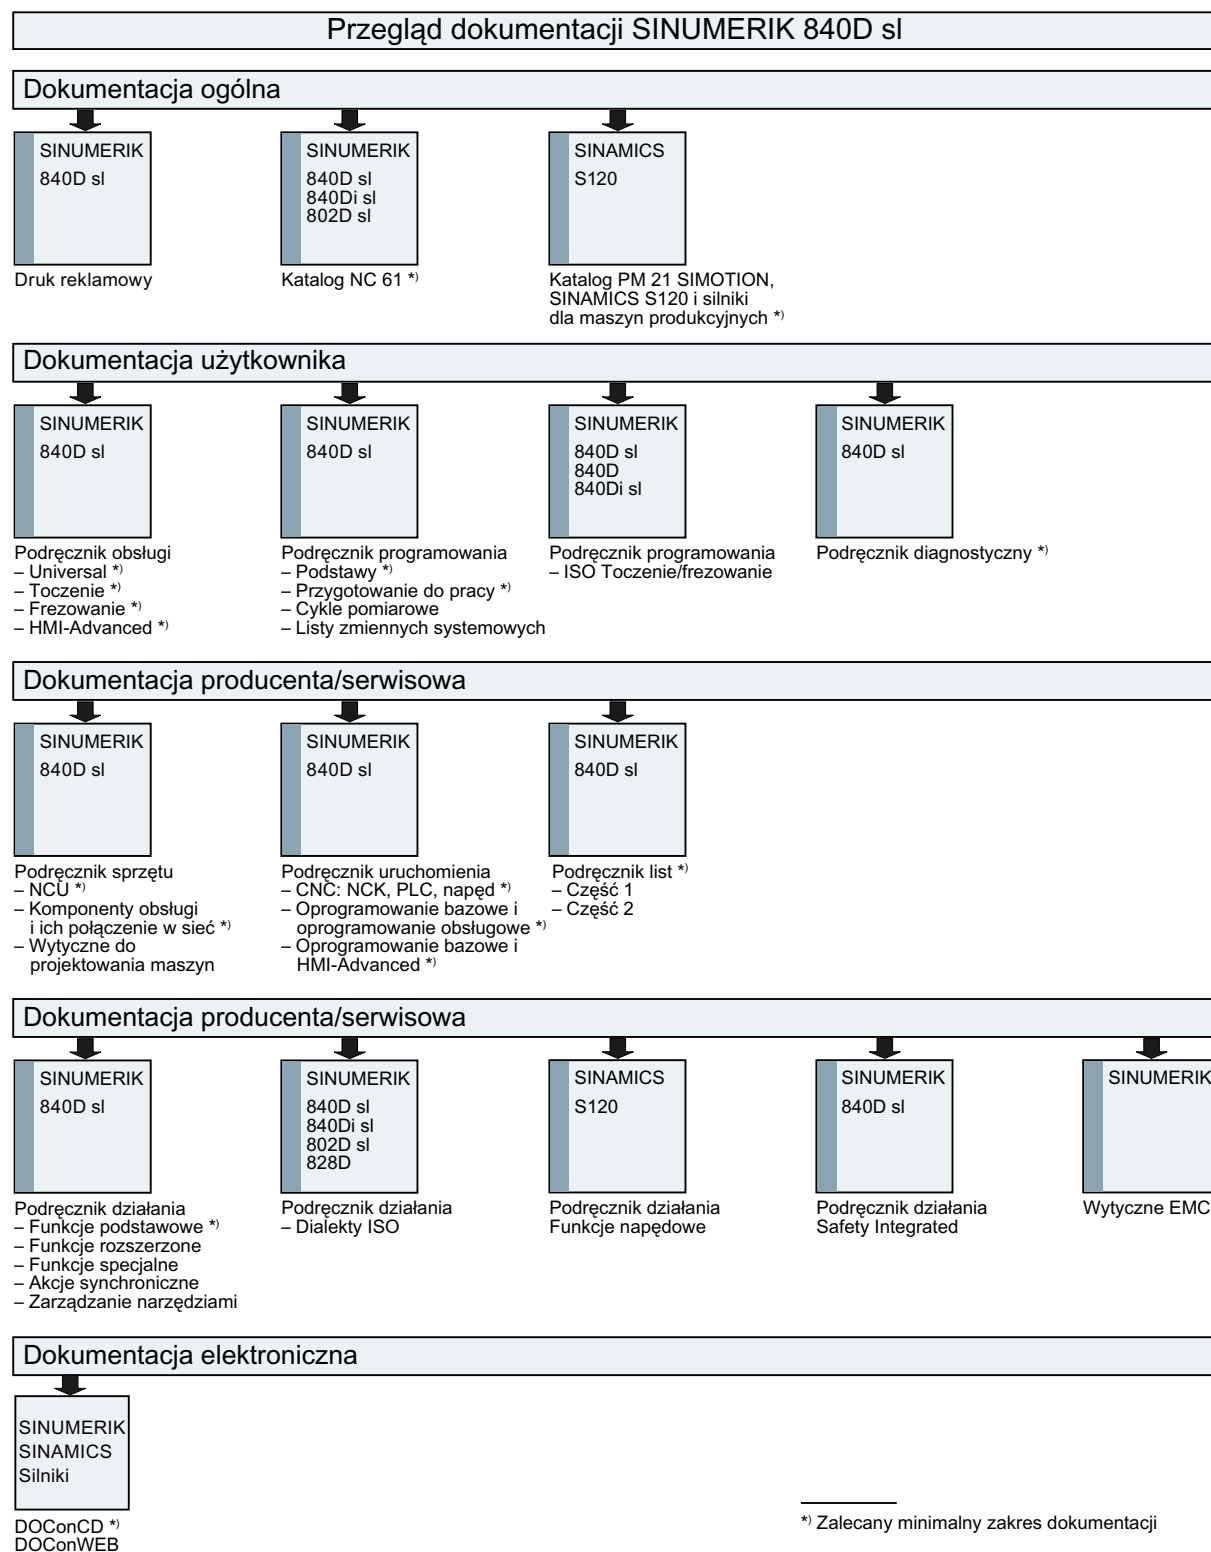 Przegląd dokumentacji SINUMERIK 840D sl
Dokumentacja ogólna
SINUMERIK
840D sl
Druk reklamowy
SINUMERIK
840D sl
840Di sl
802D sl
Katalog NC 61 *)
SINAMICS
S120
Katalog PM 21 SIMOTION,
SINAMICS S120 i silniki
dla maszyn produkcyjnych *)
Dokumentacja użytkownika
SINUMERIK
840D sl
Podręcznik obsługi
– Universal *)
– Toczenie *)
– Frezowanie *)
– HMI-Advanced *)
SINUMERIK
840D sl
Podręcznik programowania
– Podstawy *)
– Przygotowanie do pracy *)
– Cykle pomiarowe
– Listy zmiennych systemowych
SINUMERIK
840D sl
840D
840Di sl
Podręcznik programowania
– ISO Toczenie/frezowanie
SINUMERIK
840D sl
Podręcznik diagnostyczny *)
Dokumentacja producenta/serwisowa
SINUMERIK
840D sl
Podręcznik sprzętu
– NCU *)
– Komponenty obsługi
i ich połączenie w sieć *)
– Wytyczne do
projektowania maszyn
SINUMERIK
840D sl
Podręcznik uruchomienia
– CNC: NCK, PLC, napęd *)
– Oprogramowanie bazowe i
oprogramowanie obsługowe *)
– Oprogramowanie bazowe i
HMI-Advanced *)
SINUMERIK
840D sl
Podręcznik list *)
– Część 1
– Część 2
Dokumentacja producenta/serwisowa
SINUMERIK
840D sl
Podręcznik działania
– Funkcje podstawowe *)
– Funkcje rozszerzone
– Funkcje specjalne
– Akcje synchroniczne
– Zarządzanie narzędziami
SINUMERIK
840D sl
840Di sl
802D sl
828D
Podręcznik działania
– Dialekty ISO
SINAMICS
S120
Podręcznik działania
Funkcje napędowe
SINUMERIK
840D sl
Podręcznik działania
Safety Integrated
SINUMERIK
Wytyczne EMC
Dokumentacja elektroniczna
SINUMERIK
SINAMICS
Silniki
DOConCD *)
DOConWEB
*) Zalecany minimalny zakres dokumentacji